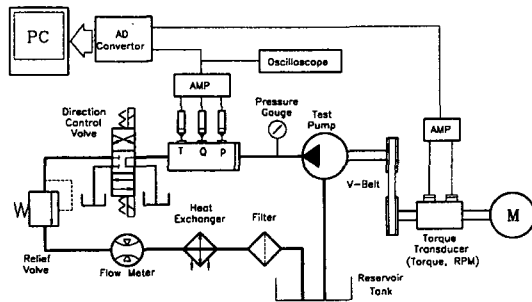 PC
AD
Convertor
Oscilloscope
AMP
Direction
Control
Valve
Pressure
Gauge
Test
Pump
AMP
T Q P
V-Belt
Heat
Exchanger
Filter
M
Relief
Valve
Flow Meter
Reservoir
Tank
Torque
Transducer
(Torque, RPM)